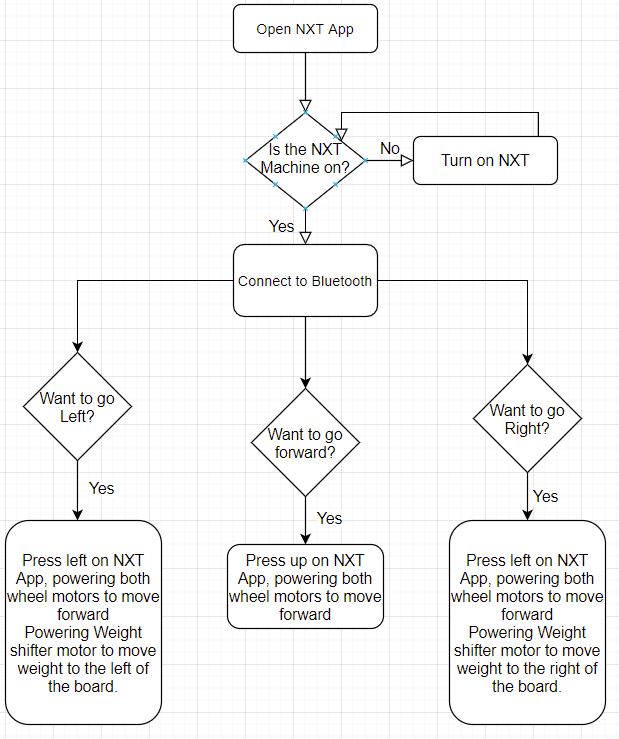 Open NXT App
Is the NXT
Machine on?
No
Turn on NXT
Yes
Connect to Bluetooth
Want to go
Left?
Want to go
forward?
Want to go
Right?
Yes
Yes
Yes
Press left on NXT
App, powering both
wheel motors to move
forward
Powering Weight
shifter motor to move
weight to the left of
the board.
Press up on NXT
App, powering both
wheel motors to move
forward
Press left on NXT
App, powering both
wheel motors to move
forward
Powering Weight
shifter motor to move
weight to the right of
the board.